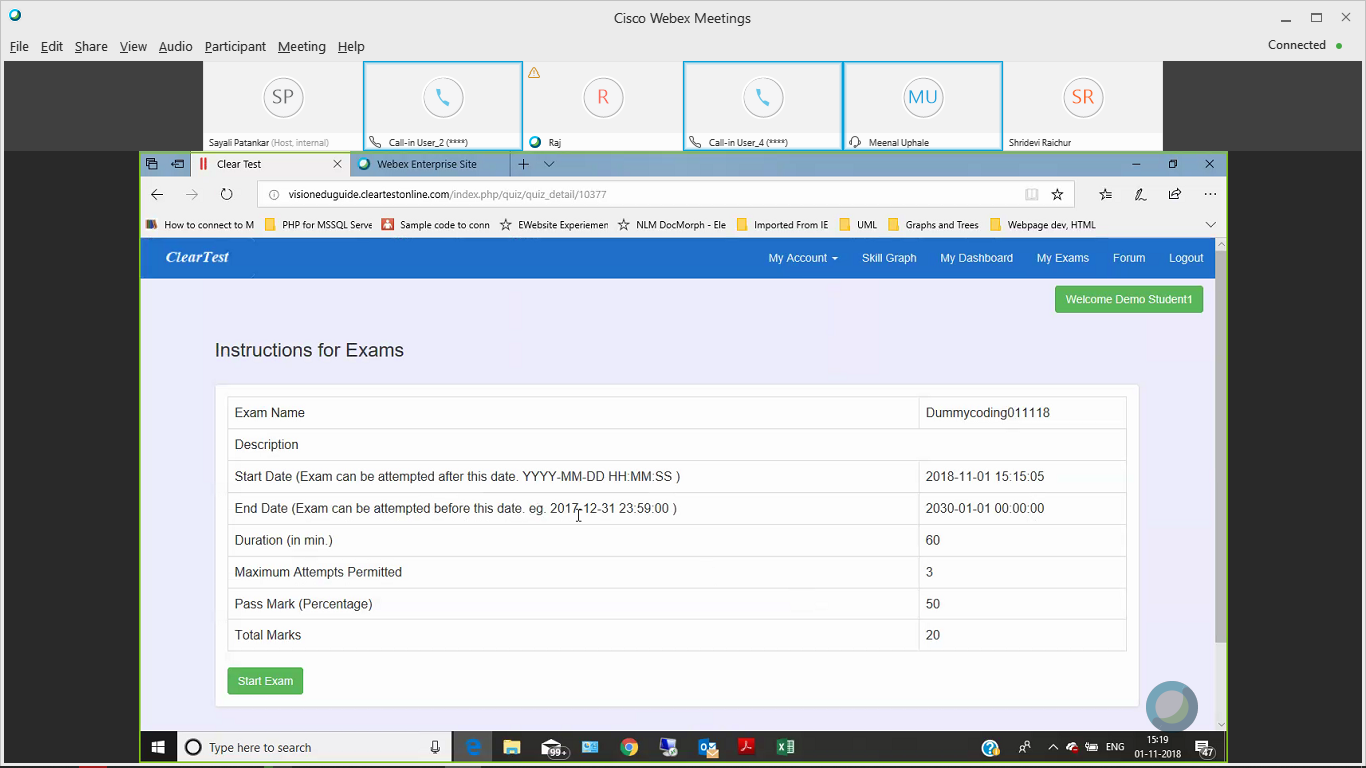 Cisco Webex Meetings
File Edit Share View Audio Participant Meeting Help
Connected
SP
R
MU
SR
Sayali Patankar (Host, internal)
Call-in User_2 (****)
Raj
Call-in User_4 (****)
Meenal Uphale
Shridevi Raichur
Clear Test
Webex Enterprise Site
visioneduguide.cleartestonline.com/index.php/quiz/quiz_detail/10377
How to connect to M
PHP for MSSQL Serve
Sample code to conn
EWebsite Experiemen
NLM DocMorph - Ele
Imported From IE
UML
Graphs and Trees
Webpage dev, HTML
ClearTest
My Account
Skill Graph
My Dashboard
My Exams
Forum
Logout
Welcome Demo Student1
Instructions for Exams
Exam Name Dummycoding011118
Description
Start Date (Exam can be attempted after this date. YYYY-MM-DD HH:MM:SS ) 2018-11-01 15:15:05
End Date (Exam can be attempted before this date. eg. 2017-12-31 23:59:00 ) 2030-01-01 00:00:00
Duration (in min.) 60
Maximum Attempts Permitted 3
Pass Mark (Percentage) 50
Total Marks 20
Start Exam
Type here to search
99+
ENG
15:19
01-11-2018
47